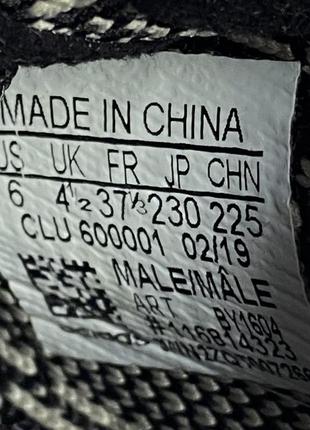 MADE IN CHINA
US UK FR JP CHN
6 4½ 37⅓ 230 225
CLU 600001 02/19
MALE/MÂLE
ART BY1604
#116814323